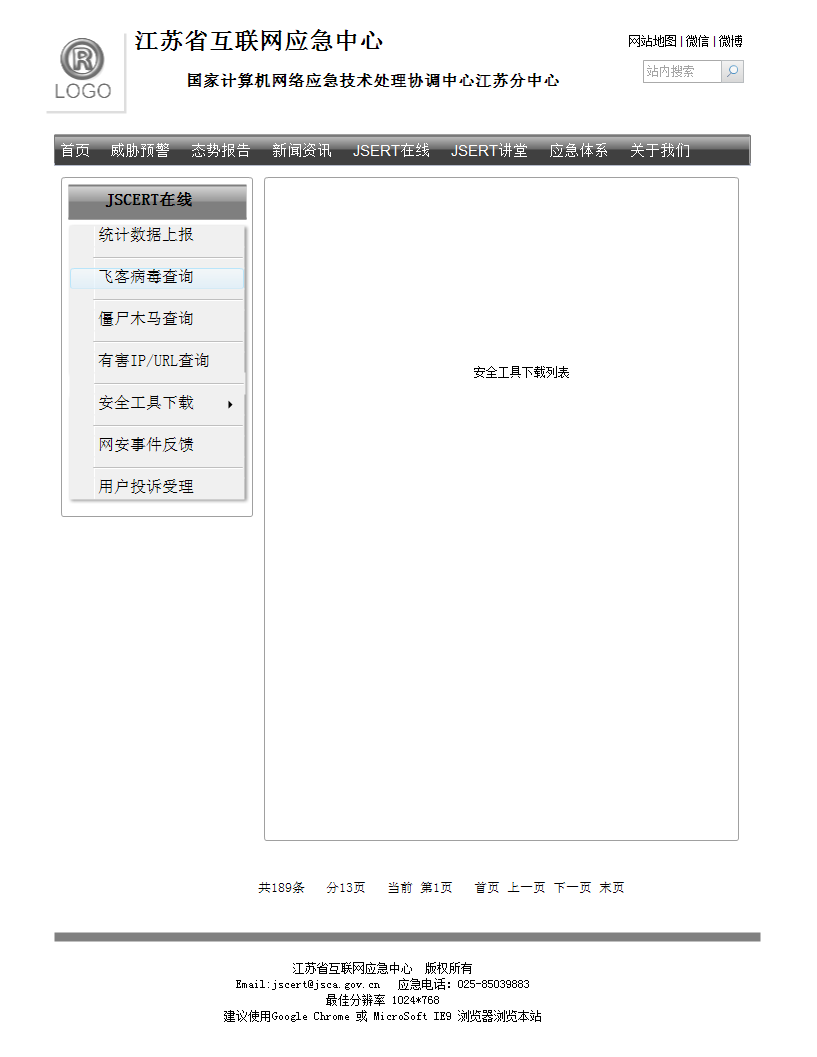 ® LOGO
江苏省互联网应急中心
国家计算机网络应急技术处理协调中心江苏分中心
网站地图 | 微信 | 微博
站内搜索
首页 威胁预警 态势报告 新闻资讯 JSERT在线 JSERT讲堂 应急体系 关于我们
JSCERT在线
统计数据上报
飞客病毒查询
僵尸木马查询
有害IP/URL查询
安全工具下载
网安事件反馈
用户投诉受理
安全工具下载列表
共189条 分13页 当前 第1页 首页 上一页 下一页 末页
江苏省互联网应急中心 版权所有
Email:jscert@jsca.gov.cn 应急电话：025-85039883
最佳分辨率 1024*768
建议使用Google Chrome 或 MicroSoft IE9 浏览器浏览本站